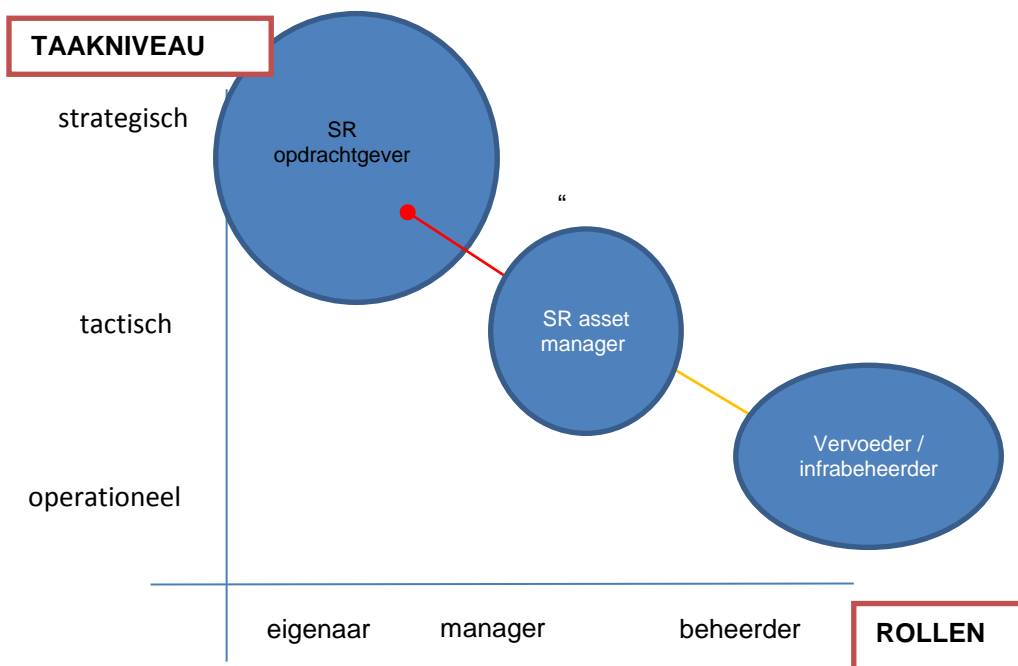 TAAKNIVEAU
strategisch
SR
opdrachtgever
“
tactisch
SR asset
manager
Vervoeder /
infrabeheerder
operationeel
eigenaar
manager
beheerder
ROLLEN